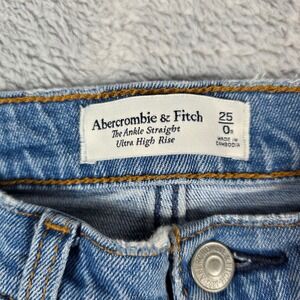 Abercrombie & Fitch
The Ankle Straight
Ultra High Rise
25
0R
MADE IN
CAMBODIA